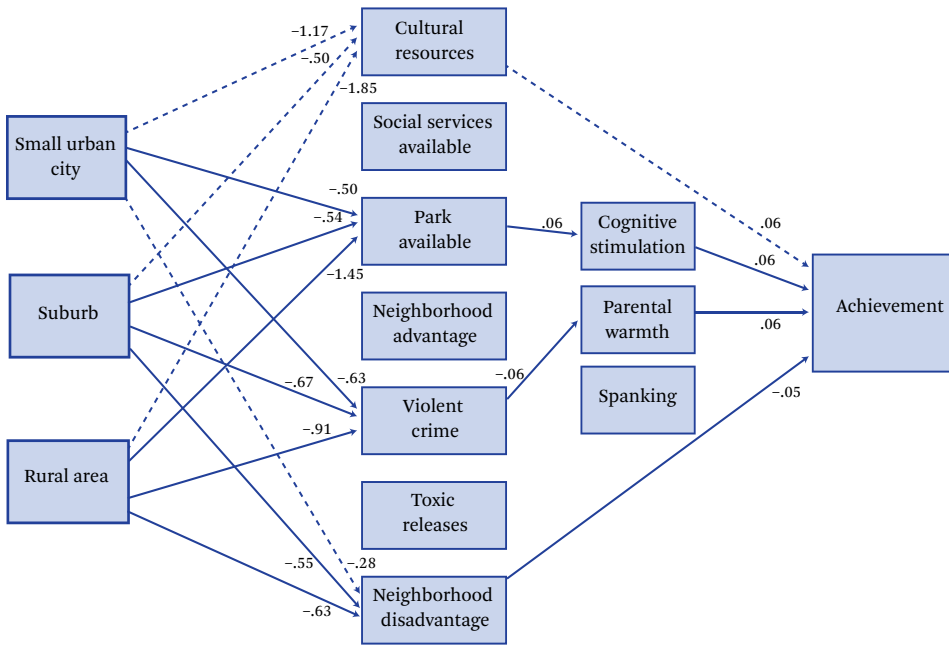 Small urban
city
Suburb
Rural area
−1.17
−.50
−1.85
−.50
−.54
−1.45
−.67
−.63
−.91
−.55
−.28
−.63
Cultural
resources
Social services
available
Park
available
Neighborhood
advantage
Violent
crime
Toxic
releases
Neighborhood
disadvantage
.06
−.06
Cognitive
stimulation
Parental
warmth
Spanking
.06
.06
.06
−.05
Achievement